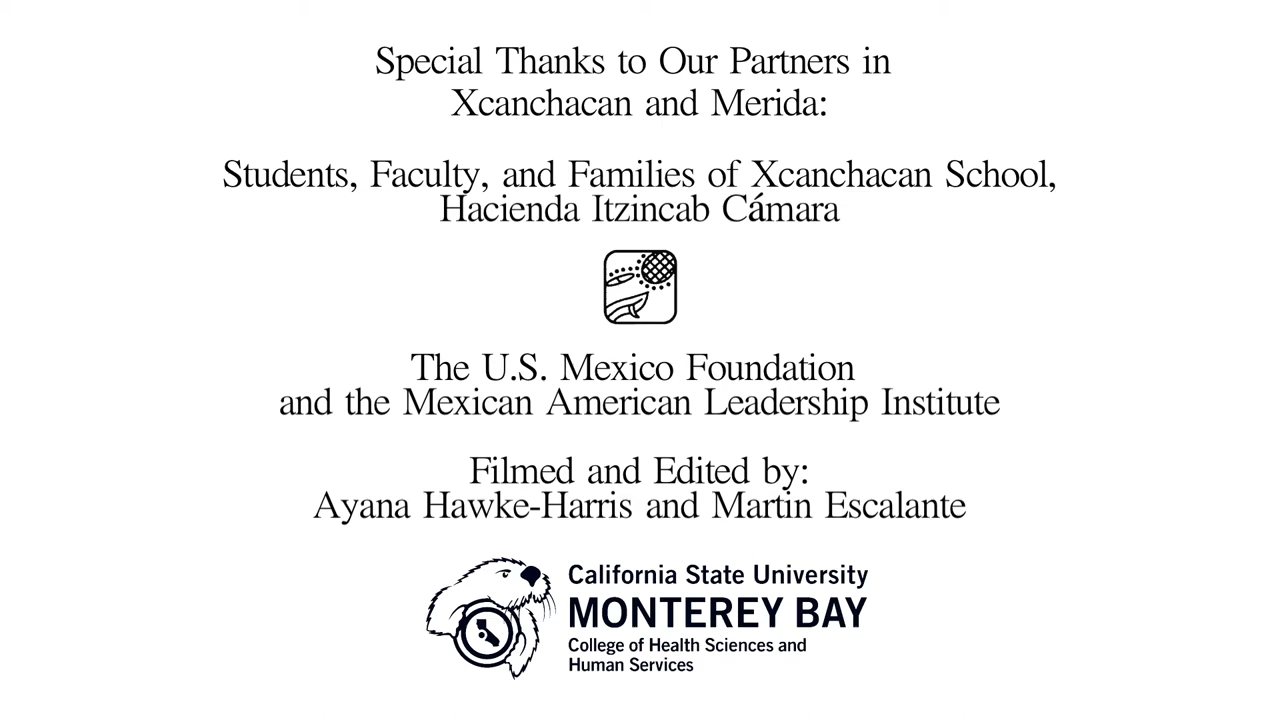 Special Thanks to Our Partners in
Xcanchacan and Merida:
Students, Faculty, and Families of Xcanchacan School,
Hacienda Itzincab Cámara
The U.S. Mexico Foundation
and the Mexican American Leadership Institute
Filmed and Edited by:
Ayana Hawke-Harris and Martin Escalante
California State University
MONTEREY BAY
College of Health Sciences and
Human Services